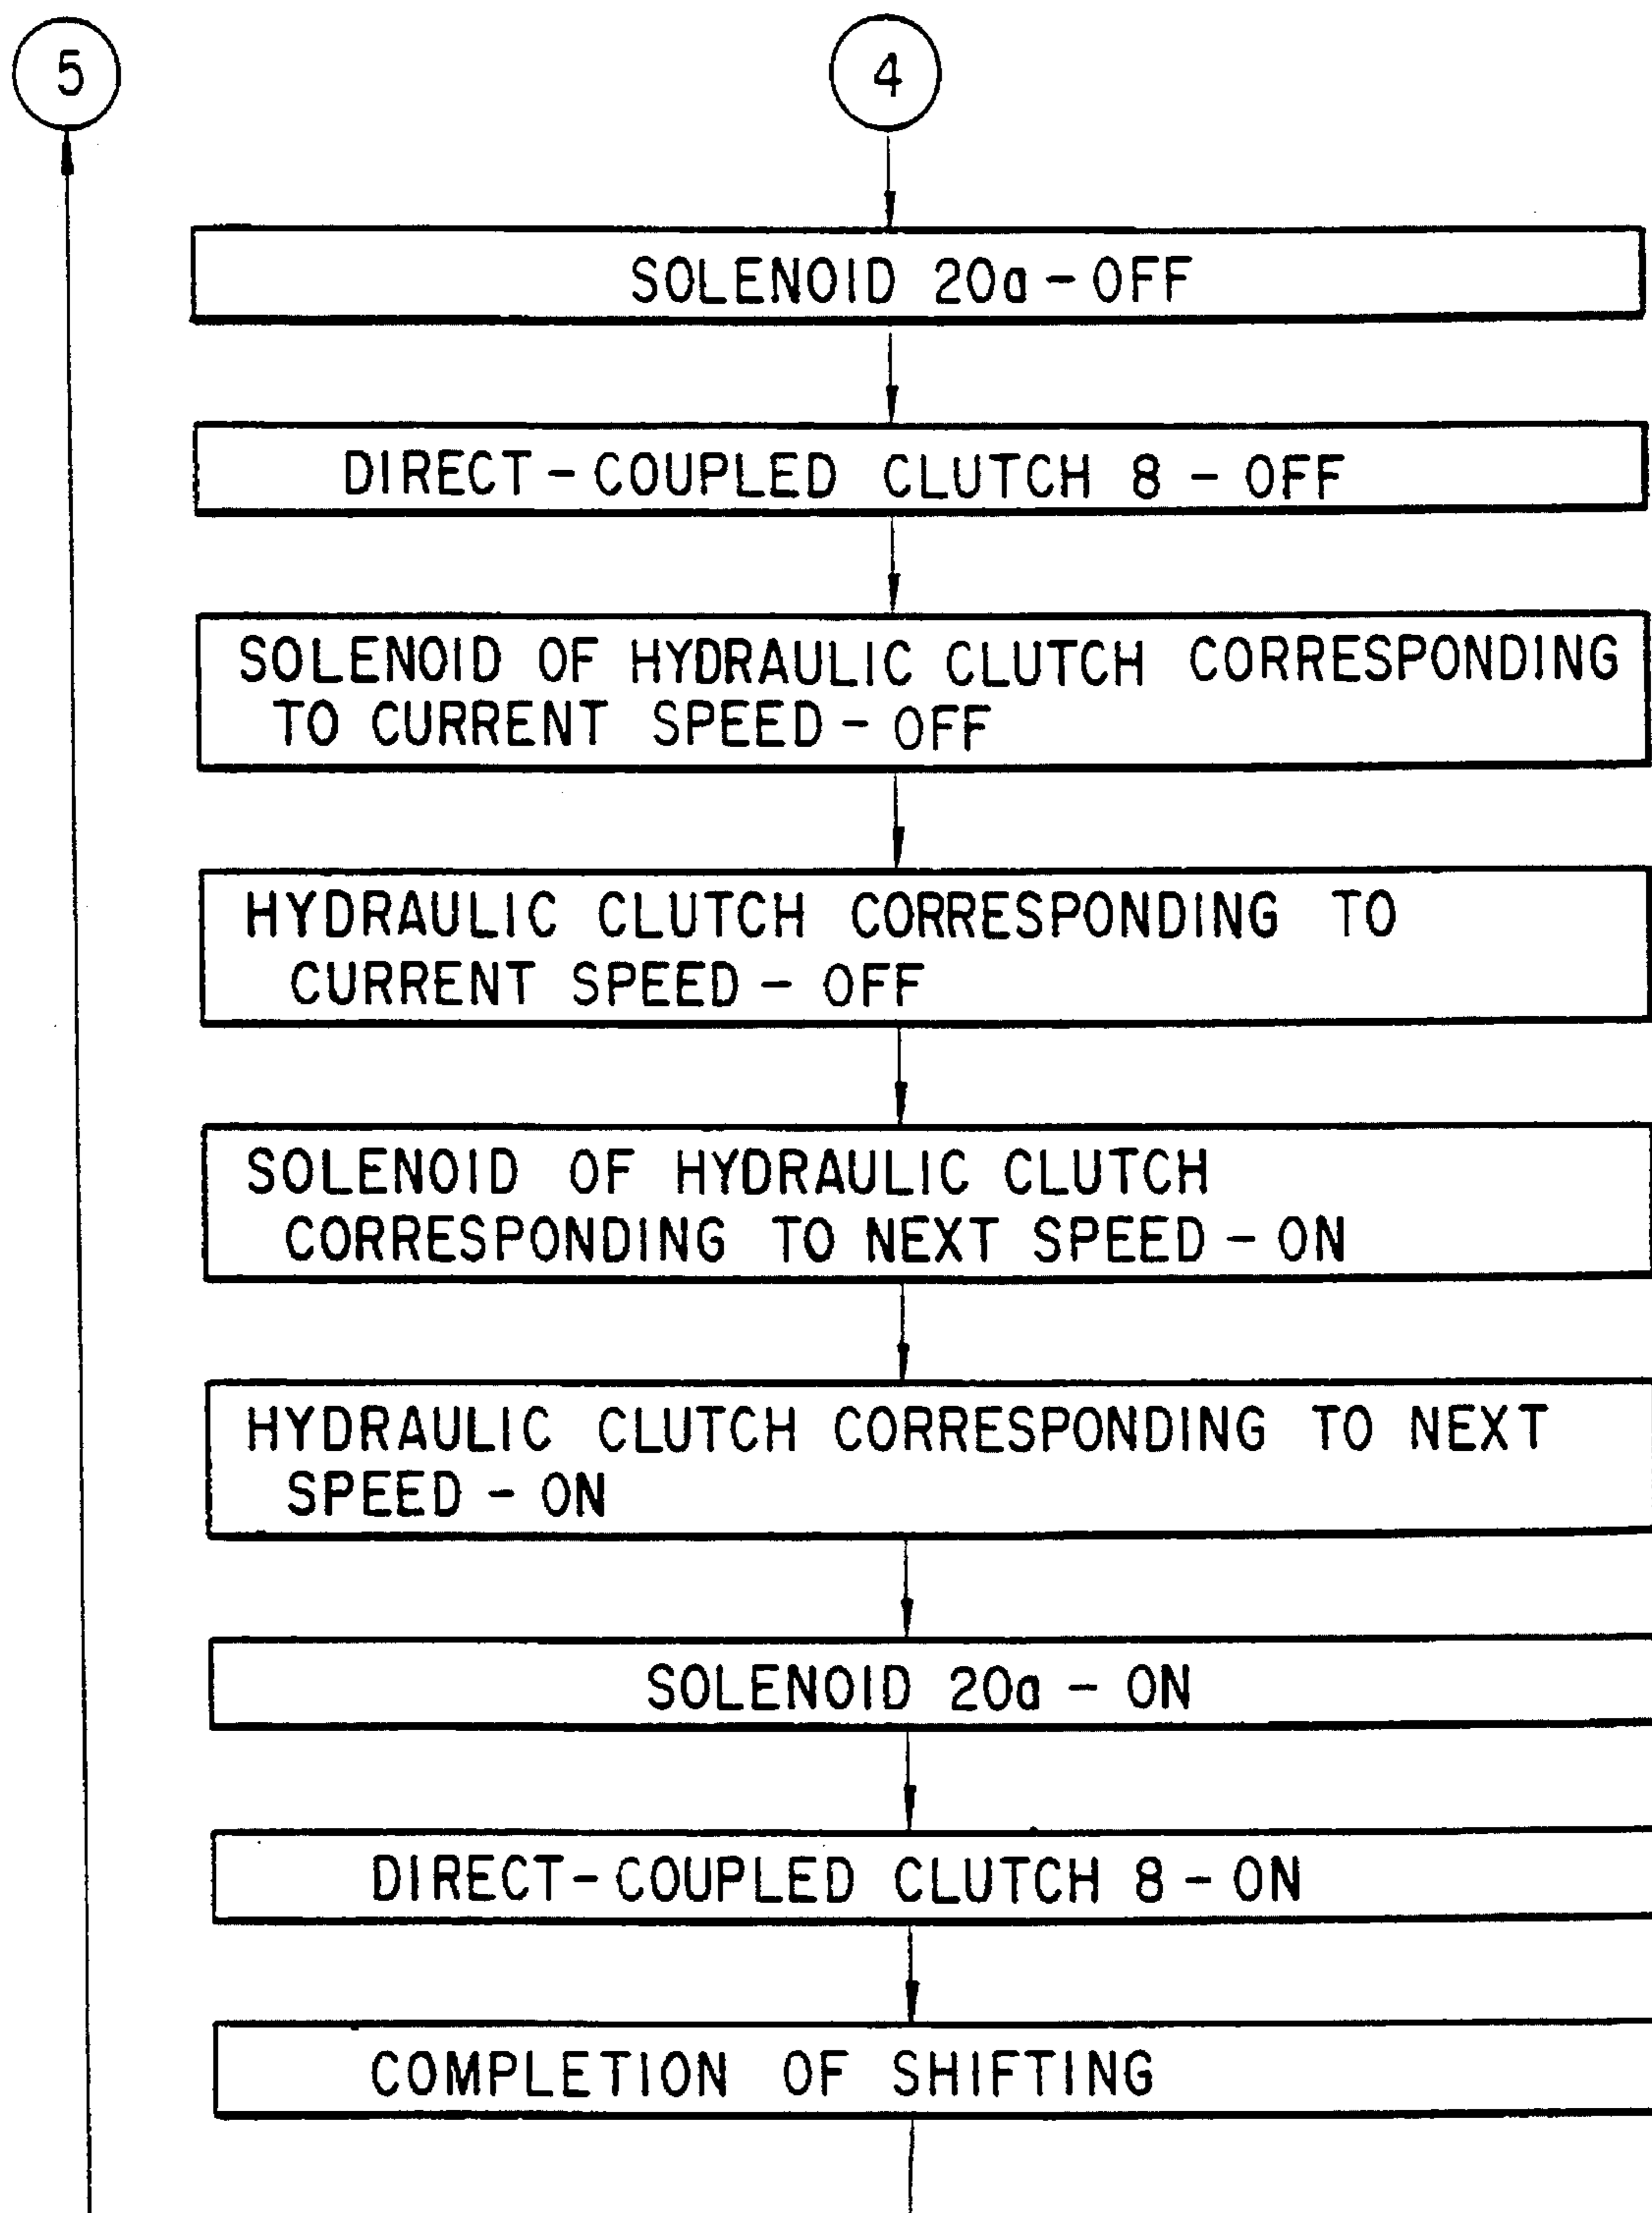 5
4
SOLENOID 20a - OFF
DIRECT - COUPLED CLUTCH 8 - OFF
SOLENOID OF HYDRAULIC CLUTCH CORRESPONDING
TO CURRENT SPEED - OFF
HYDRAULIC CLUTCH CORRESPONDING TO
CURRENT SPEED - OFF
SOLENOID OF HYDRAULIC CLUTCH
CORRESPONDING TO NEXT SPEED - ON
HYDRAULIC CLUTCH CORRESPONDING TO NEXT
SPEED - ON
SOLENOID 20a - ON
DIRECT - COUPLED CLUTCH 8 - ON
COMPLETION OF SHIFTING